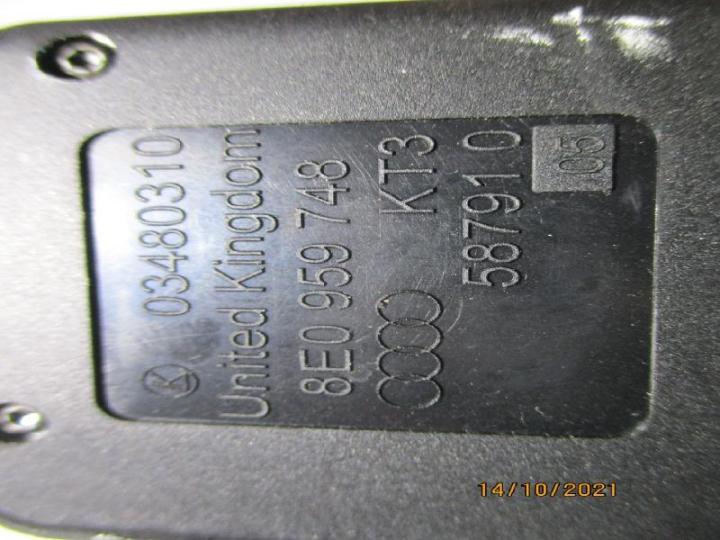 K 03480310
United Kingdom
8E0 959 748
KT3
58791 0
05
14/10/2021